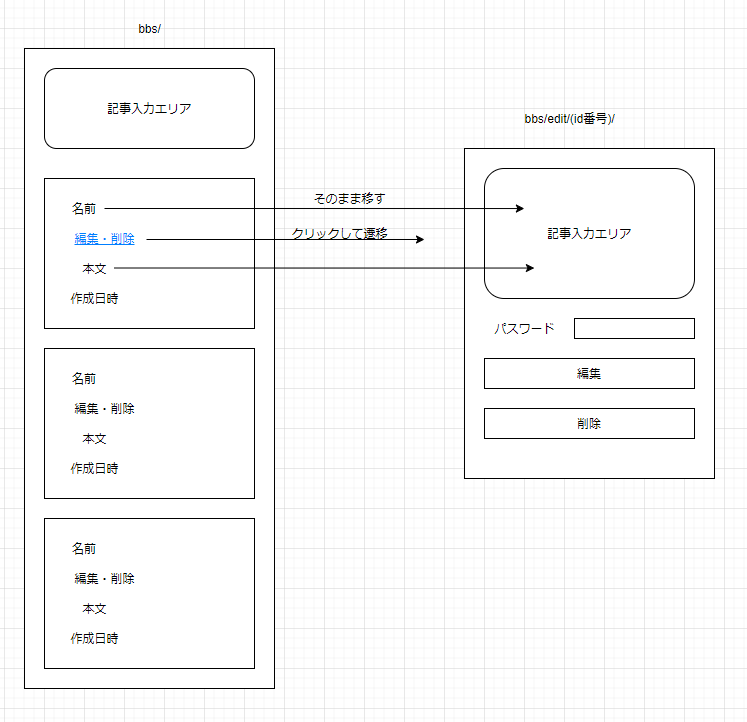 bbs/
記事入力エリア
名前
編集・削除
本文
作成日時
名前
編集・削除
本文
作成日時
名前
編集・削除
本文
作成日時
そのまま移す
クリックして遷移
bbs/edit/(id番号)/
記事入力エリア
パスワード
編集
削除